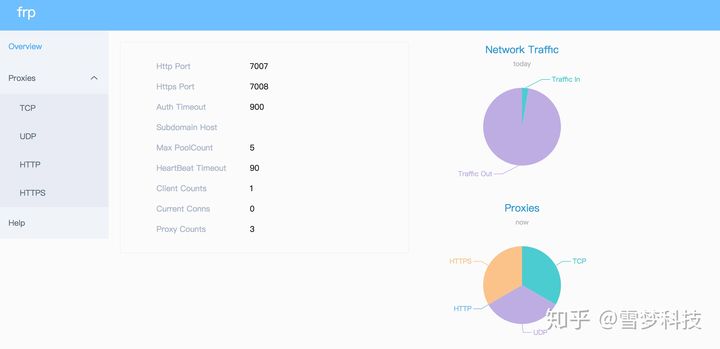 frp
Overview
Proxies
TCP
UDP
HTTP
HTTPS
Help
Http Port 7007
Https Port 7008
Auth Timeout 900
Subdomain Host
Max PoolCount 5
HeartBeat Timeout 90
Client Counts 1
Current Conns 0
Proxy Counts 3
Network Traffic
today
Traffic In
Traffic Out
Proxies
now
HTTPS
TCP
HTTP
UDP
知乎 @雪梦科技